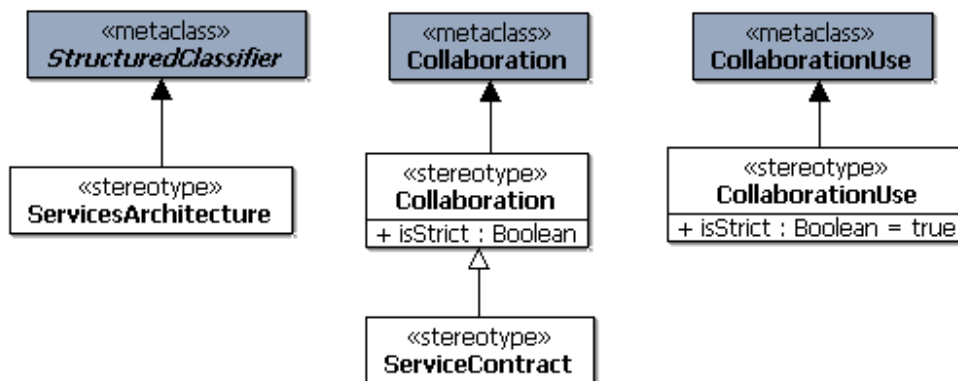 «metaclass»
StructuredClassifier
«metaclass»
Collaboration
«metaclass»
CollaborationUse
«stereotype»
ServicesArchitecture
«stereotype»
Collaboration
+ isStrict : Boolean
«stereotype»
CollaborationUse
+ isStrict : Boolean = true
«stereotype»
ServiceContract